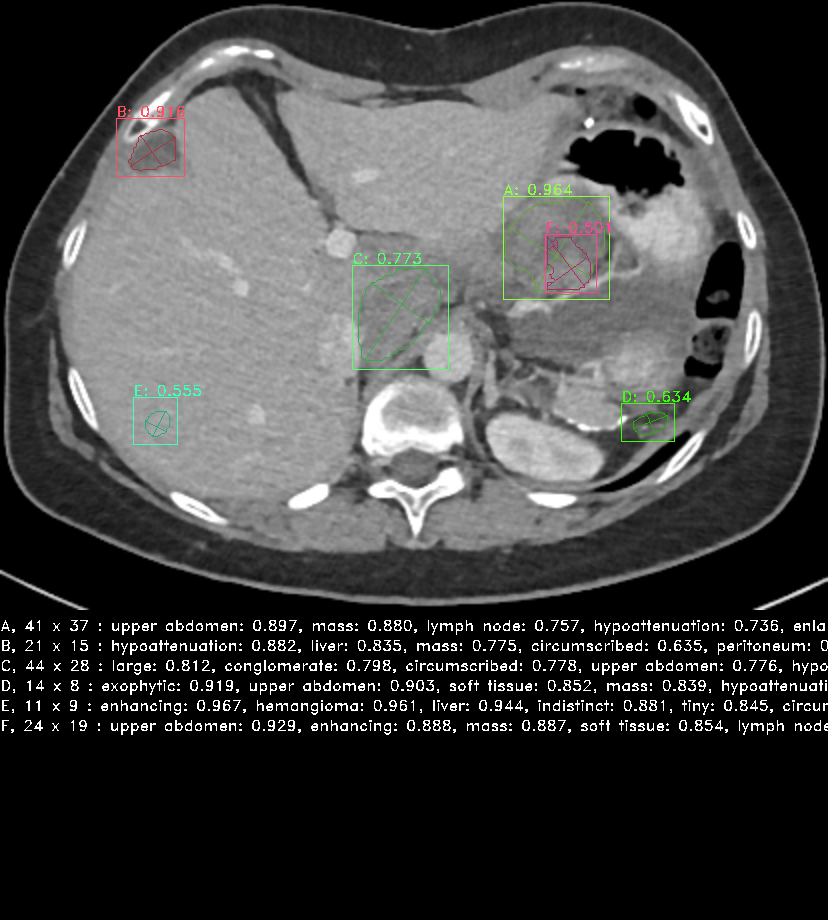 B: 0.916
A: 0.964
F: 0.501
C: 0.773
E: 0.555
D: 0.634
A, 41 x 37 : upper abdomen: 0.897, mass: 0.880, lymph node: 0.757, hypoattenuation: 0.736, enla
B, 21 x 15 : hypoattenuation: 0.882, liver: 0.835, mass: 0.775, circumscribed: 0.635, peritoneum: 0
C, 44 x 28 : large: 0.812, conglomerate: 0.798, circumscribed: 0.778, upper abdomen: 0.776, hypo
D, 14 x 8 : exophytic: 0.919, upper abdomen: 0.903, soft tissue: 0.852, mass: 0.839, hypoattenuati
E, 11 x 9 : enhancing: 0.967, hemangioma: 0.961, liver: 0.944, indistinct: 0.881, tiny: 0.845, circum
F, 24 x 19 : upper abdomen: 0.929, enhancing: 0.888, mass: 0.887, soft tissue: 0.854, lymph node